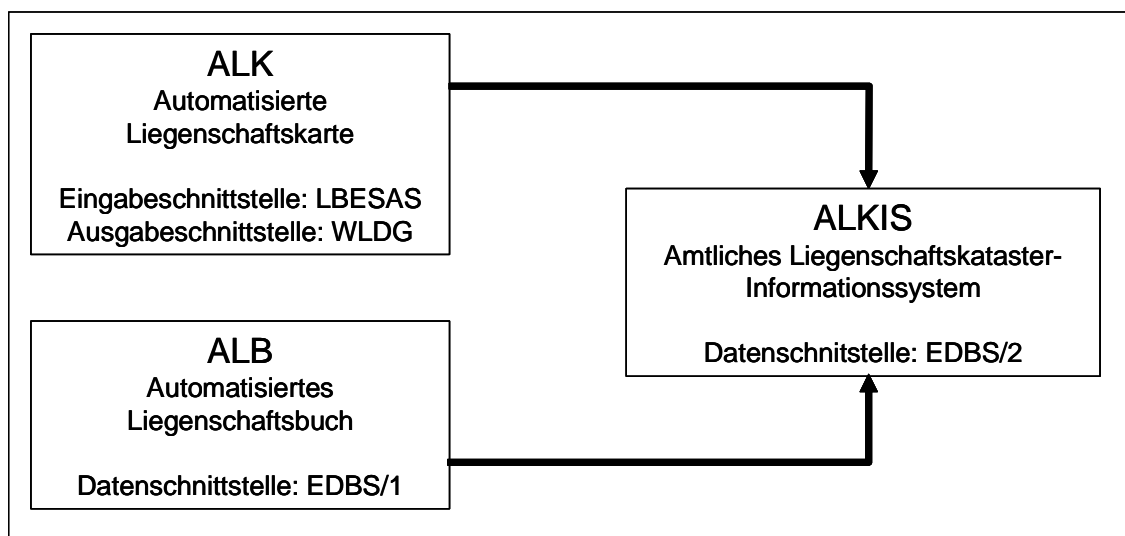 ALK
Automatisierte
Liegenschaftskarte
Eingabeschnittstelle: LBESAS
Ausgabeschnittstelle: WLDG
ALB
Automatisiertes
Liegenschaftsbuch
Datenschnittstelle: EDBS/1
ALKIS
Amtliches Liegenschaftskataster-
Informationssystem
Datenschnitstelle: EDBS/2